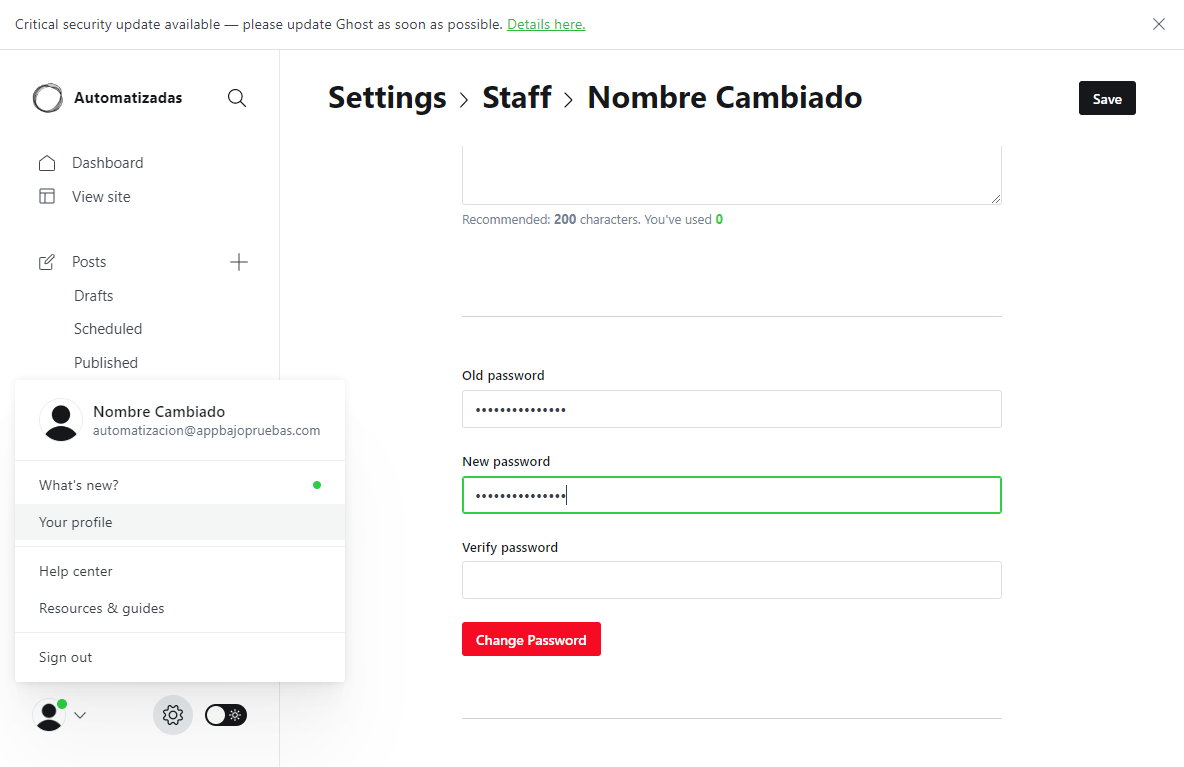 Critical security update available — please update Ghost as soon as possible. Details here.
Automatizadas
Dashboard
View site
Posts
Drafts
Scheduled
Published
Nombre Cambiado
automatizacion@appbajopruebas.com
What's new?
Your profile
Help center
Resources & guides
Sign out
Settings > Staff > Nombre Cambiado
Save
Recommended: 200 characters. You've used 0
Old password
•••••••••••••••
New password
•••••••••••••••
Verify password
Change Password